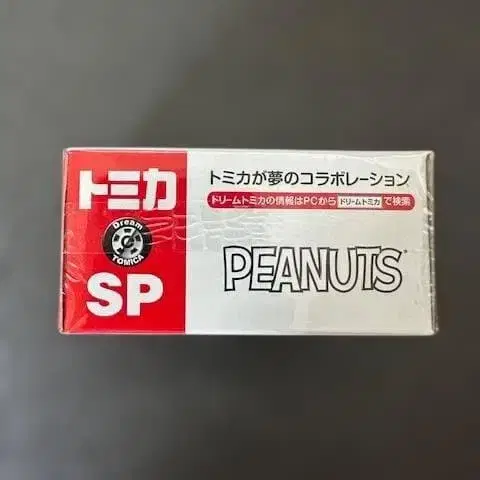 トミカ
Dream
TOMICA
SP
トミカが夢のコラボレーション
ドリームトミカの情報はPCから ドリームトミカ で検索
PEANUTS